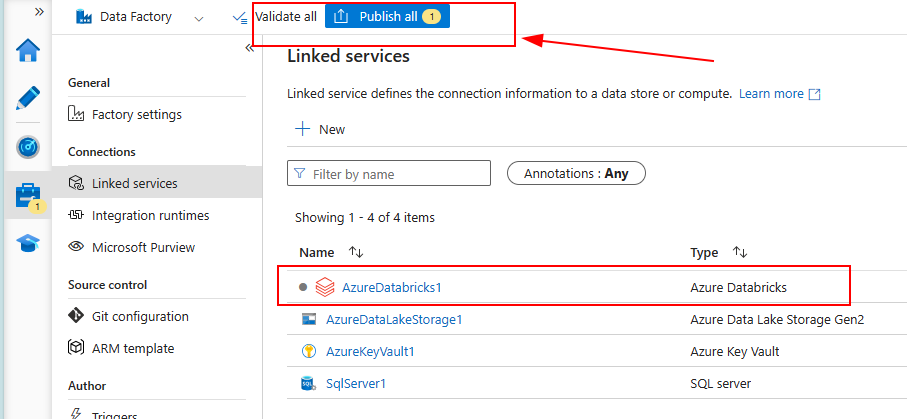 Data Factory
Validate all
Publish all 1
General
Factory settings
Connections
Linked services
Integration runtimes
Microsoft Purview
Source control
Git configuration
ARM template
Author
Triggers
1
Linked services
Linked service defines the connection information to a data store or compute. Learn more
New
Filter by name
Annotations : Any
Showing 1 - 4 of 4 items
Name Type
AzureDatabricks1 Azure Databricks
AzureDataLakeStorage1 Azure Data Lake Storage Gen2
AzureKeyVault1 Azure Key Vault
SqlServer1 SQL server